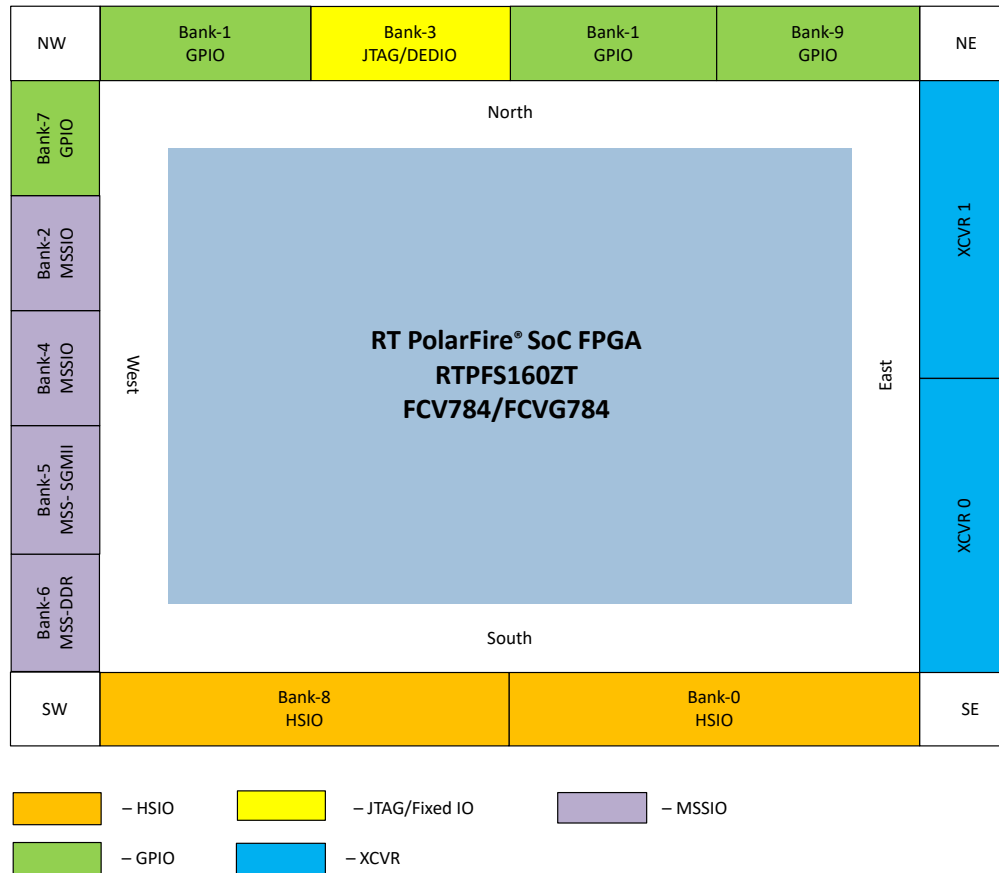 NW
Bank-1
GPIO
Bank-3
JTAG/DEDIO
Bank-1
GPIO
Bank-9
GPIO
NE
Bank-7
GPIO
Bank-2
MSSIO
Bank-4
MSSIO
Bank-5
MSS- SGMII
Bank-6
MSS-DDR
North
West
RT PolarFire® SoC FPGA
RTPFS160ZT
FCV784/FCVG784
East
South
XCVR 1
XCVR 0
SW
Bank-8
HSIO
Bank-0
HSIO
SE
– HSIO
– JTAG/Fixed IO
– MSSIO
– GPIO
– XCVR